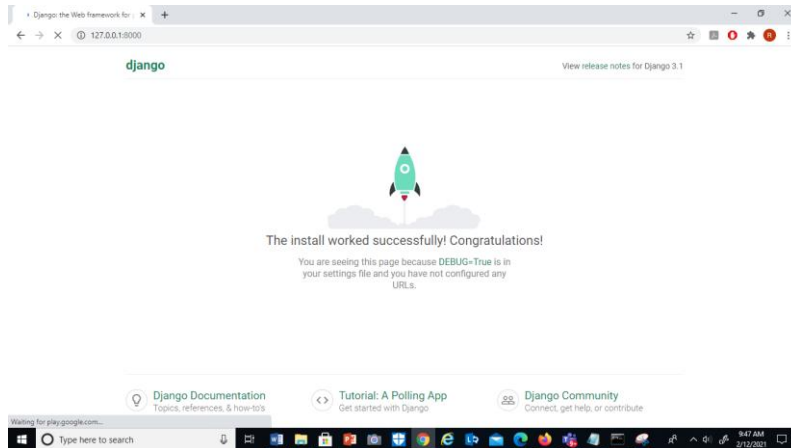 Django: the Web framework for
127.0.0.1:8000
django
View release notes for Django 3.1
The install worked successfully! Congratulations!
You are seeing this page because DEBUG=True is in
your settings file and you have not configured any
URLs.
Django Documentation
Topics, references, & how-to's
Tutorial: A Polling App
Get started with Django
Django Community
Connect, get help, or contribute
Waiting for play.google.com...
Type here to search
9:47 AM
2/12/2021